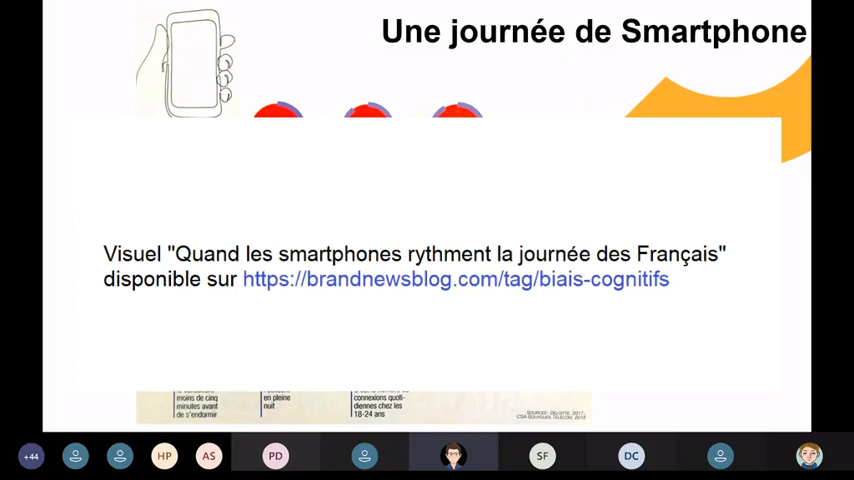 Une journée de Smartphone
Visuel "Quand les smartphones rythment la journée des Français"
disponible sur https://brandnewsblog.com/tag/biais-cognitifs
moins de cinq
minutes avant
de s'endormir
en pleine
nuit
connexions quoti-
diennes chez les
18-24 ans
SOURCES: DELOITTE, 2017,
CSA-BOUYGUES TELECOM, 2018
+44
HP
AS
PD
SF
DC